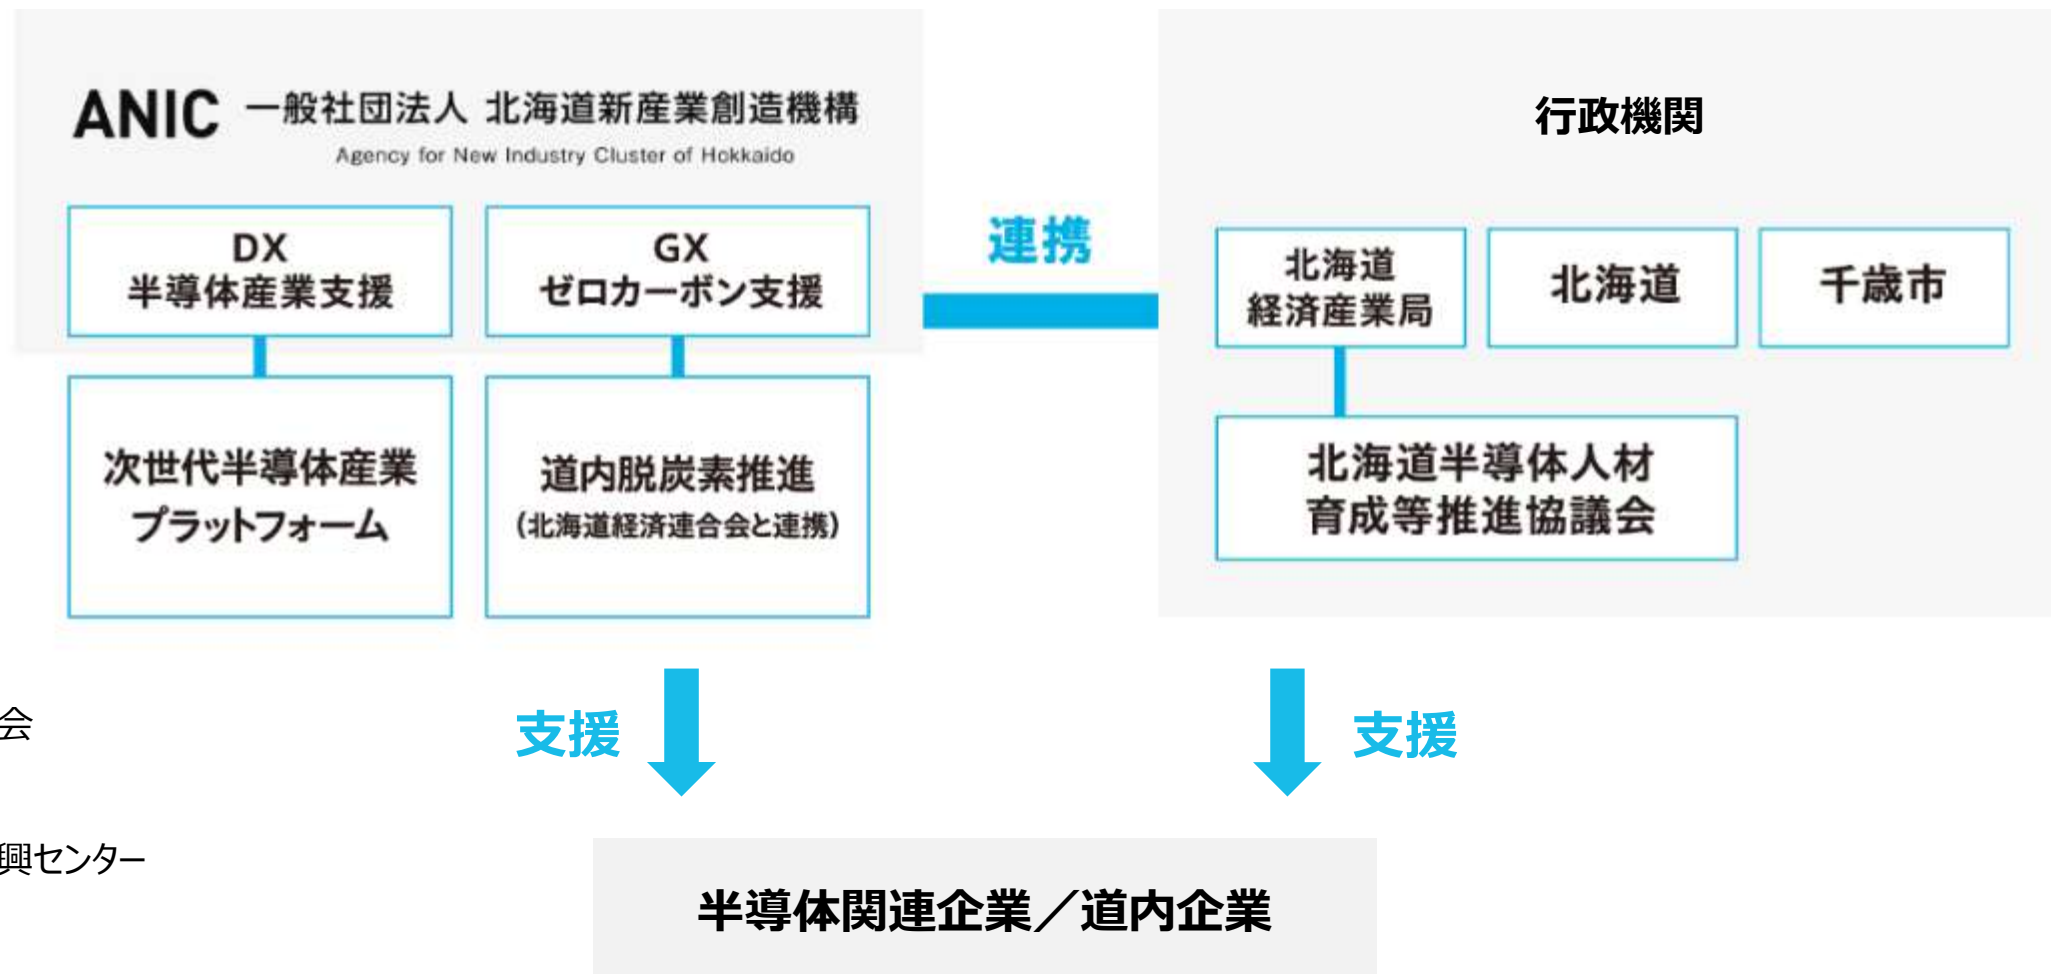 ANIC 一般社団法人 北海道新産業創造機構
Agency for New Industry Cluster of Hokkaido
DX
半導体産業支援
GX
ゼロカーボン支援
次世代半導体産業
プラットフォーム
道内脱炭素推進
(北海道経済連合会と連携)
連携
行政機関
北海道
経済産業局
北海道
千歳市
北海道半導体人材
育成等推進協議会
会
支援
支援
興センター
半導体関連企業／道内企業